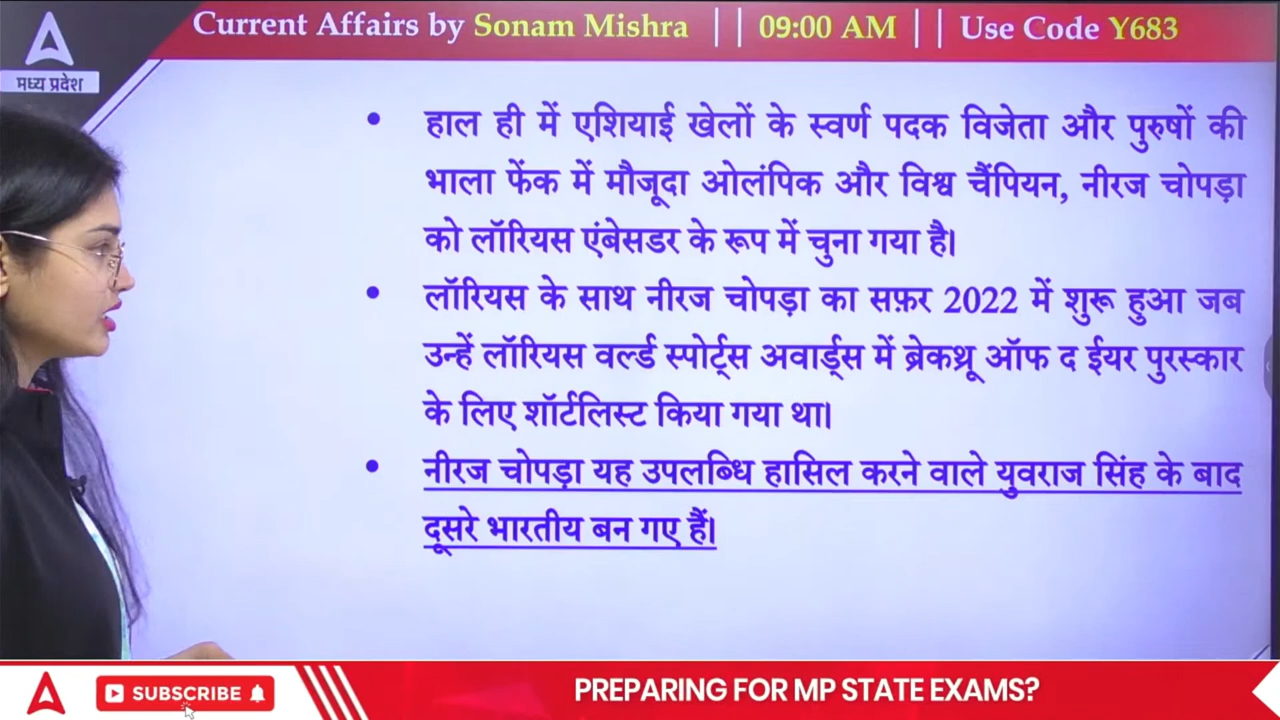 Current Affairs by Sonam Mishra || 09:00 AM || Use Code Y683
मध्य प्रदेश
• हाल ही में एशियाई खेलों के स्वर्ण पदक विजेता और पुरुषों की
भाला फेंक में मौजूदा ओलंपिक और विश्व चैंपियन, नीरज चोपड़ा
को लॉरियस एंबेसडर के रूप में चुना गया है।
• लॉरियस के साथ नीरज चोपड़ा का सफ़र 2022 में शुरू हुआ जब
उन्हें लॉरियस वर्ल्ड स्पोर्ट्स अवार्ड्स में ब्रेकथ्रू ऑफ द ईयर पुरस्कार
के लिए शॉर्टलिस्ट किया गया था।
• नीरज चोपड़ा यह उपलब्धि हासिल करने वाले युवराज सिंह के बाद
दूसरे भारतीय बन गए हैं।
SUBSCRIBE
PREPARING FOR MP STATE EXAMS?